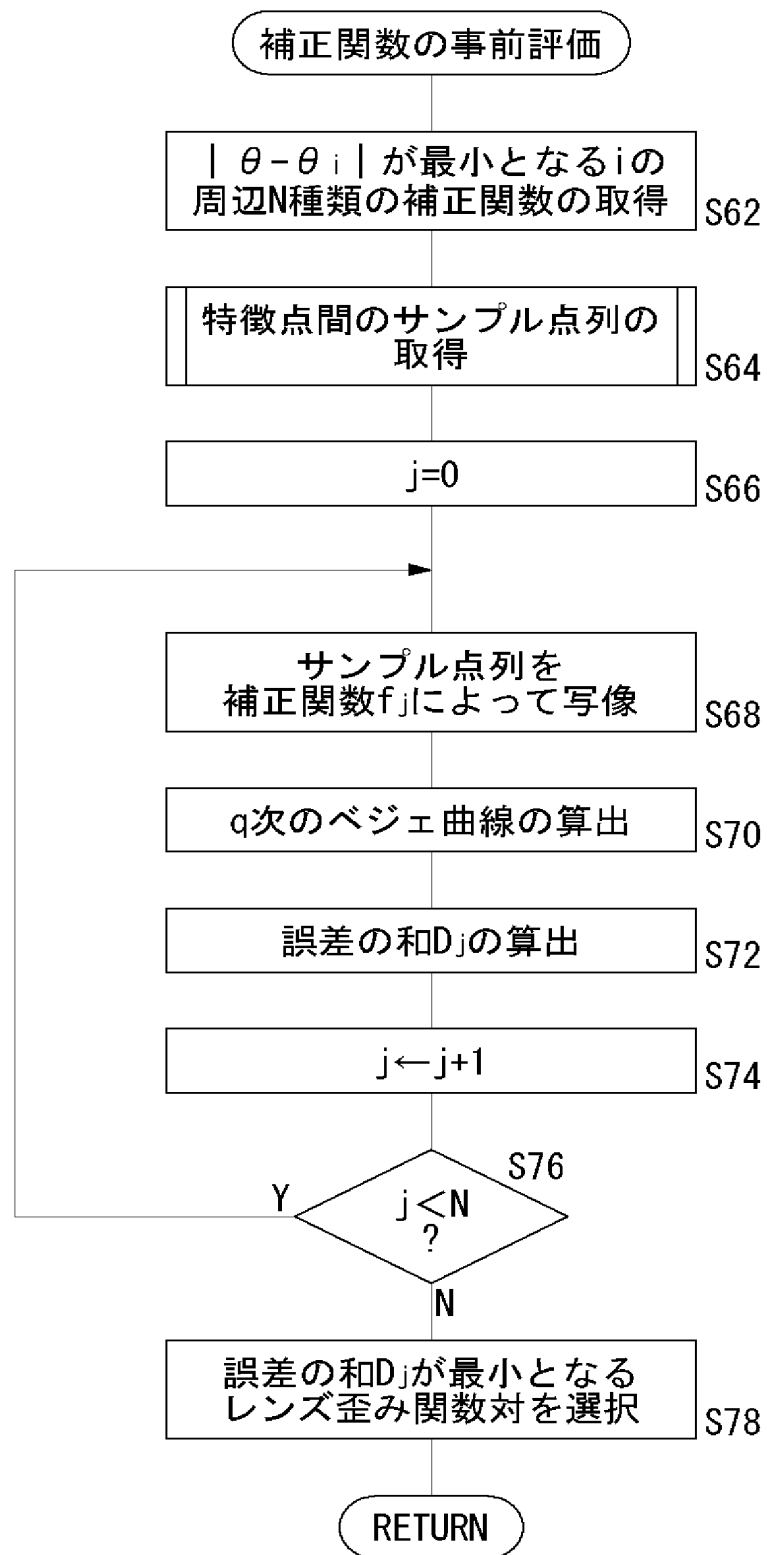 補正関数の事前評価
｜θ-θi｜が最小となるiの
周辺N種類の補正関数の取得
S62
特徴点間のサンプル点列の
取得
S64
j=0
S66
サンプル点列を
補正関数fjによって写像
S68
q次のベジェ曲線の算出
S70
誤差の和Djの算出
S72
j←j+1
S74
S76
Y
j＜N
?
N
誤差の和Djが最小となる
レンズ歪み関数対を選択
S78
RETURN